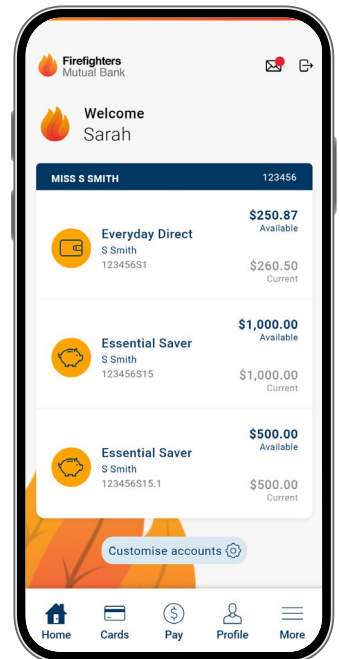 Firefighters
Mutual Bank
Welcome
Sarah
MISS S SMITH 123456
$250.87
Available
Everyday Direct
S Smith
123456S1
$260.50
Current
$1,000.00
Available
Essential Saver
S Smith
123456S15
$1,000.00
Current
$500.00
Available
Essential Saver
S Smith
123456S15.1
$500.00
Current
Customise accounts
Home Cards Pay Profile More